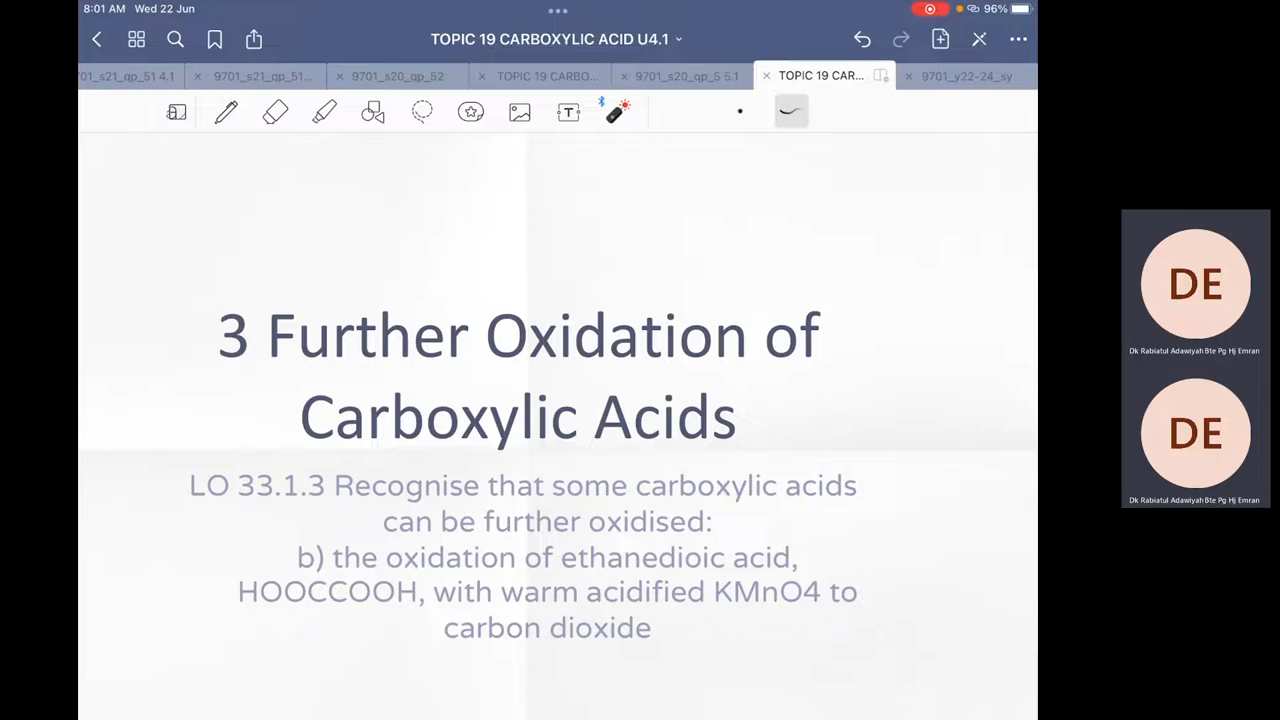 8:01 AM Wed 22 Jun
96%
TOPIC 19 CARBOXYLIC ACID U4.1
701_s21_qp_51 4.1
9701_s21_qp_51...
9701_s20_qp_52
TOPIC 19 CARBO...
9701_s20_qp_5 5.1
TOPIC 19 CAR...
9701_y22-24_sy
T
3 Further Oxidation of
Carboxylic Acids
LO 33.1.3 Recognise that some carboxylic acids
can be further oxidised:
b) the oxidation of ethanedioic acid,
HOOCCOOH, with warm acidified KMnO4 to
carbon dioxide
DE
Dk Rabiatul Adawiyah Bte Pg Hj Emran
DE
Dk Rabiatul Adawiyah Bte Pg Hj Emran